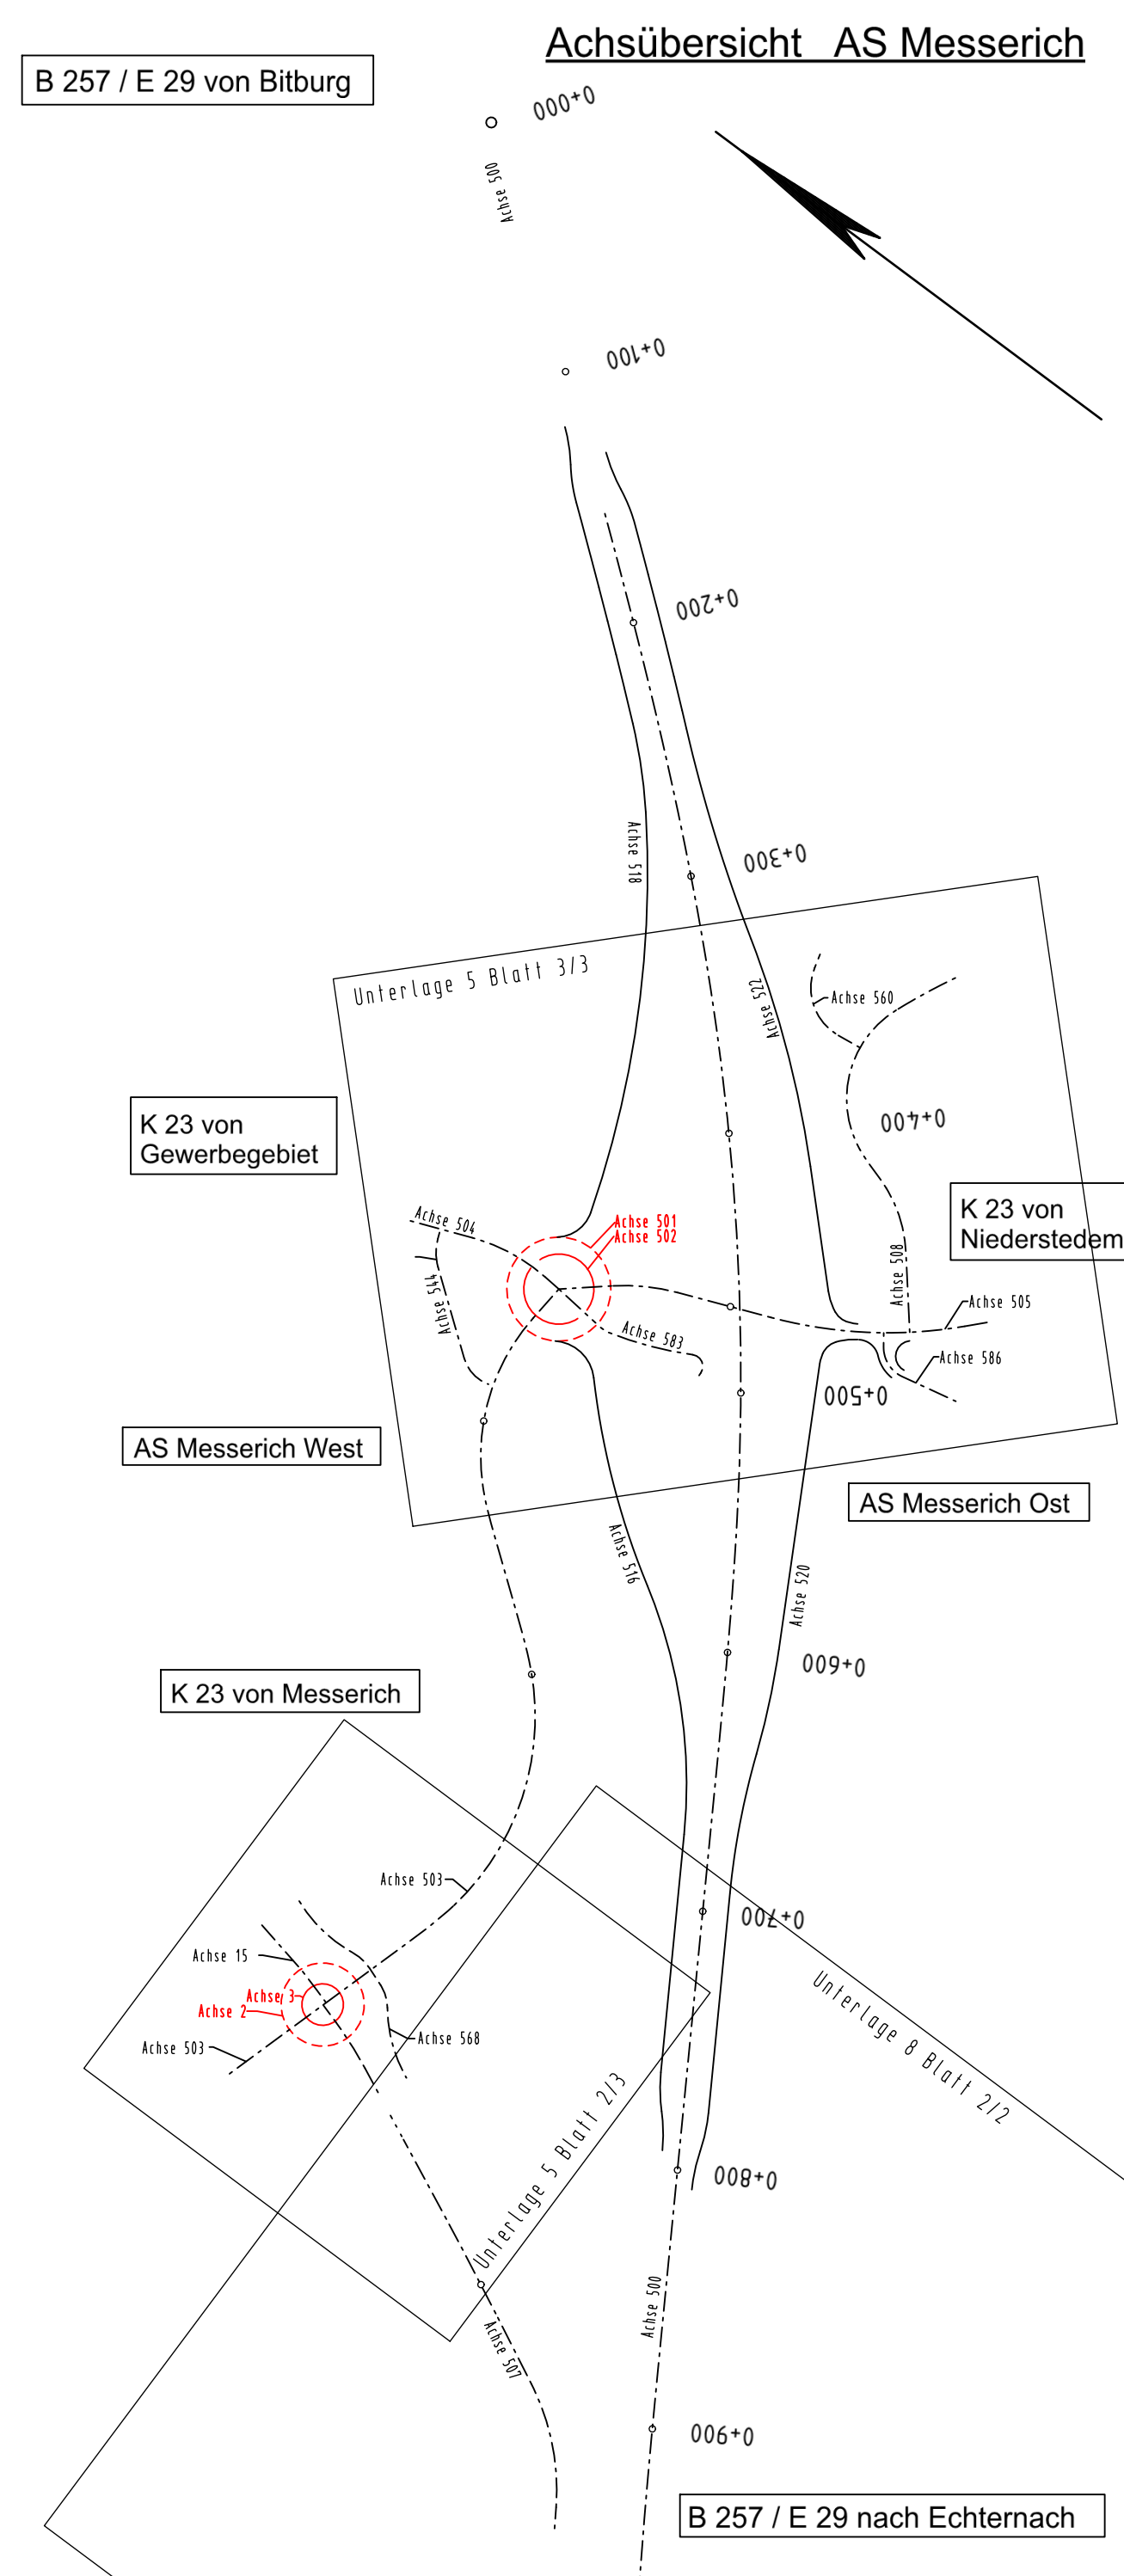 Achsübersicht AS Messerich
B 257 / E 29 von Bitburg
0+000
Achse 500
0+100
0+200
Achse 518
0+300
Unterlage 5 Blatt 3/3
Achse 522
Achse 560
K 23 von
Gewerbegebiet
0+400
K 23 von
Niederstedem
Achse 504
Achse 501
Achse 502
Achse 544
Achse 583
Achse 508
Achse 505
Achse 586
0+500
AS Messerich West
AS Messerich Ost
Achse 516
Achse 520
0+600
K 23 von Messerich
Achse 503
0+700
Achse 15
Achse 3
Achse 2
Achse 503
Achse 568
Unterlage 8 Blatt 2/2
Unterlage 5 Blatt 2/3
0+800
Achse 500
Achse 507
0+900
B 257 / E 29 nach Echternach